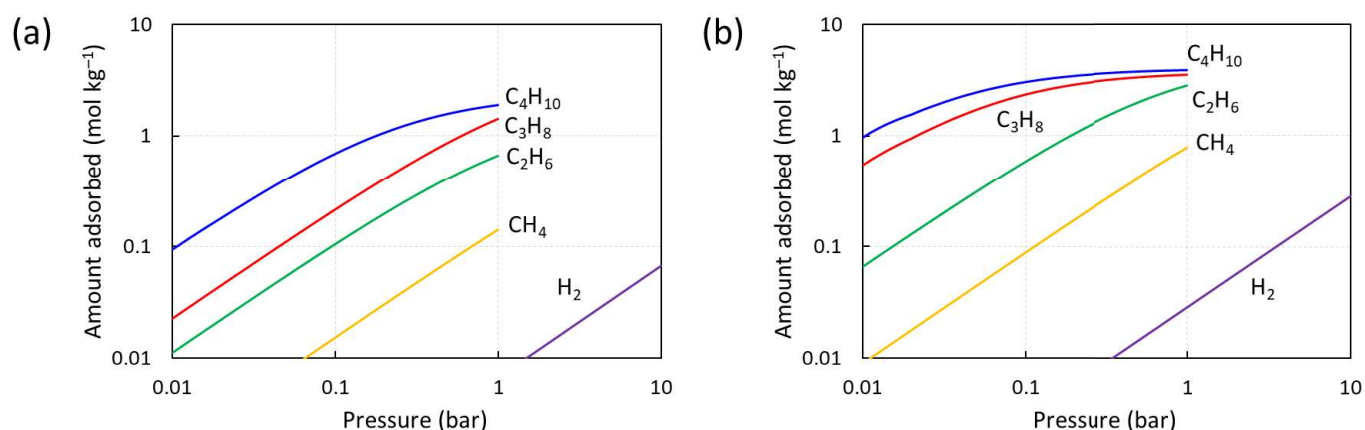 (a)
Amount adsorbed (mol kg⁻¹)
10
1
0.1
0.01
C₄H₁₀
C₃H₈
C₂H₆
CH₄
H₂
0.01 0.1 1 10
Pressure (bar)
(b)
Amount adsorbed (mol kg⁻¹)
10
1
0.1
0.01
C₄H₁₀
C₂H₆
C₃H₈
CH₄
H₂
0.01 0.1 1 10
Pressure (bar)